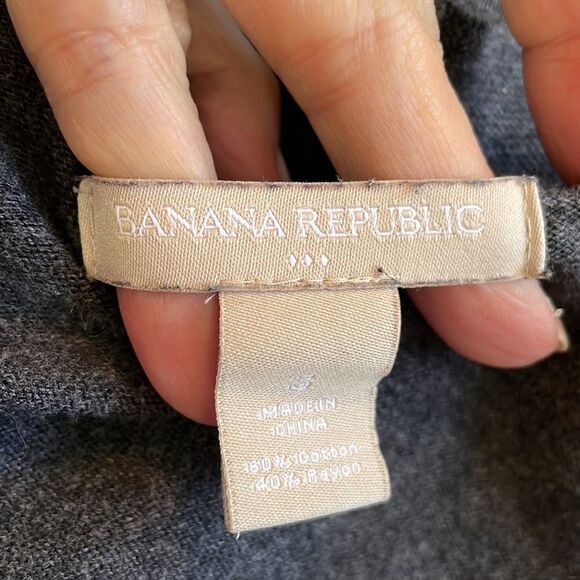 BANANA REPUBLIC
S
MADE IN
CHINA
60% Cotton
40% Rayon